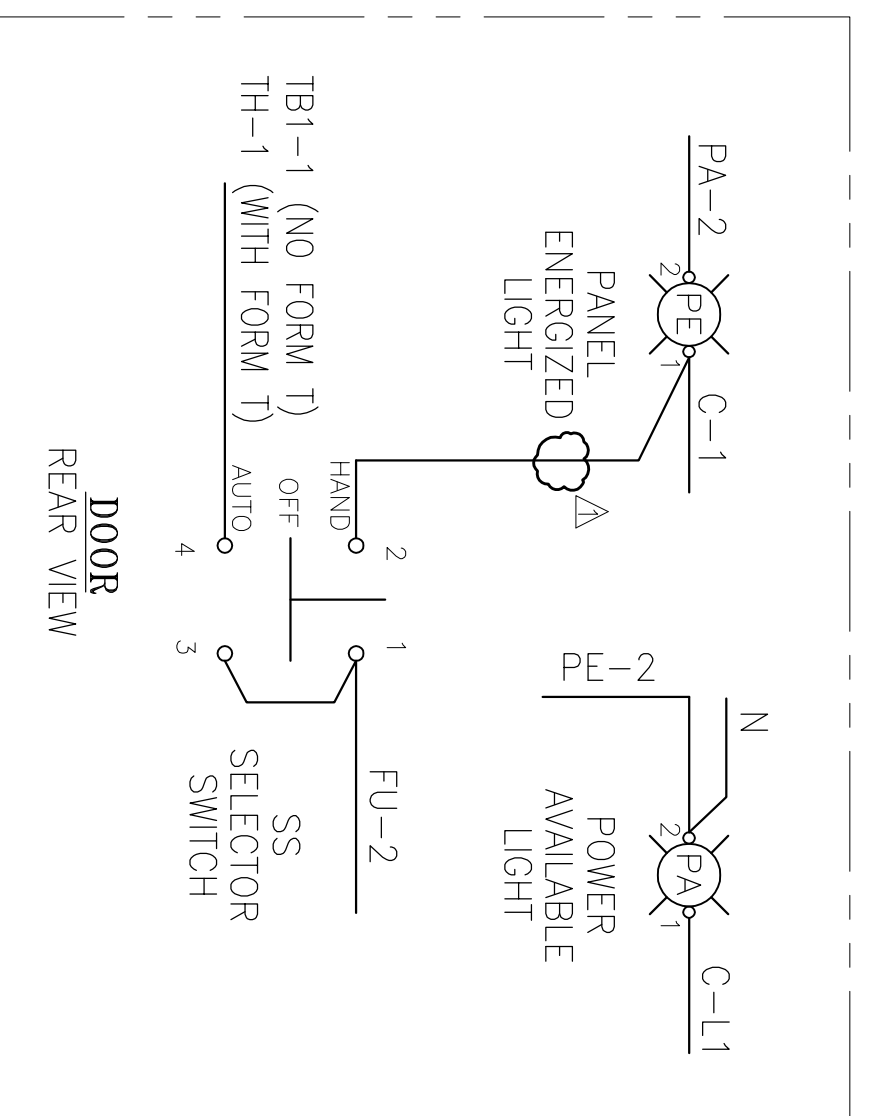 N
PA-2
2
PE
1
C-1
PANEL
ENERGIZED
LIGHT
1
PE-2
2
PA
1
C-L1
POWER
AVAILABLE
LIGHT
TB1-1 (NO FORM T)
TH-1 (WITH FORM T)
HAND
OFF
AUTO
2
4
1
3
FU-2
SS
SELECTOR
SWITCH
DOOR
REAR VIEW